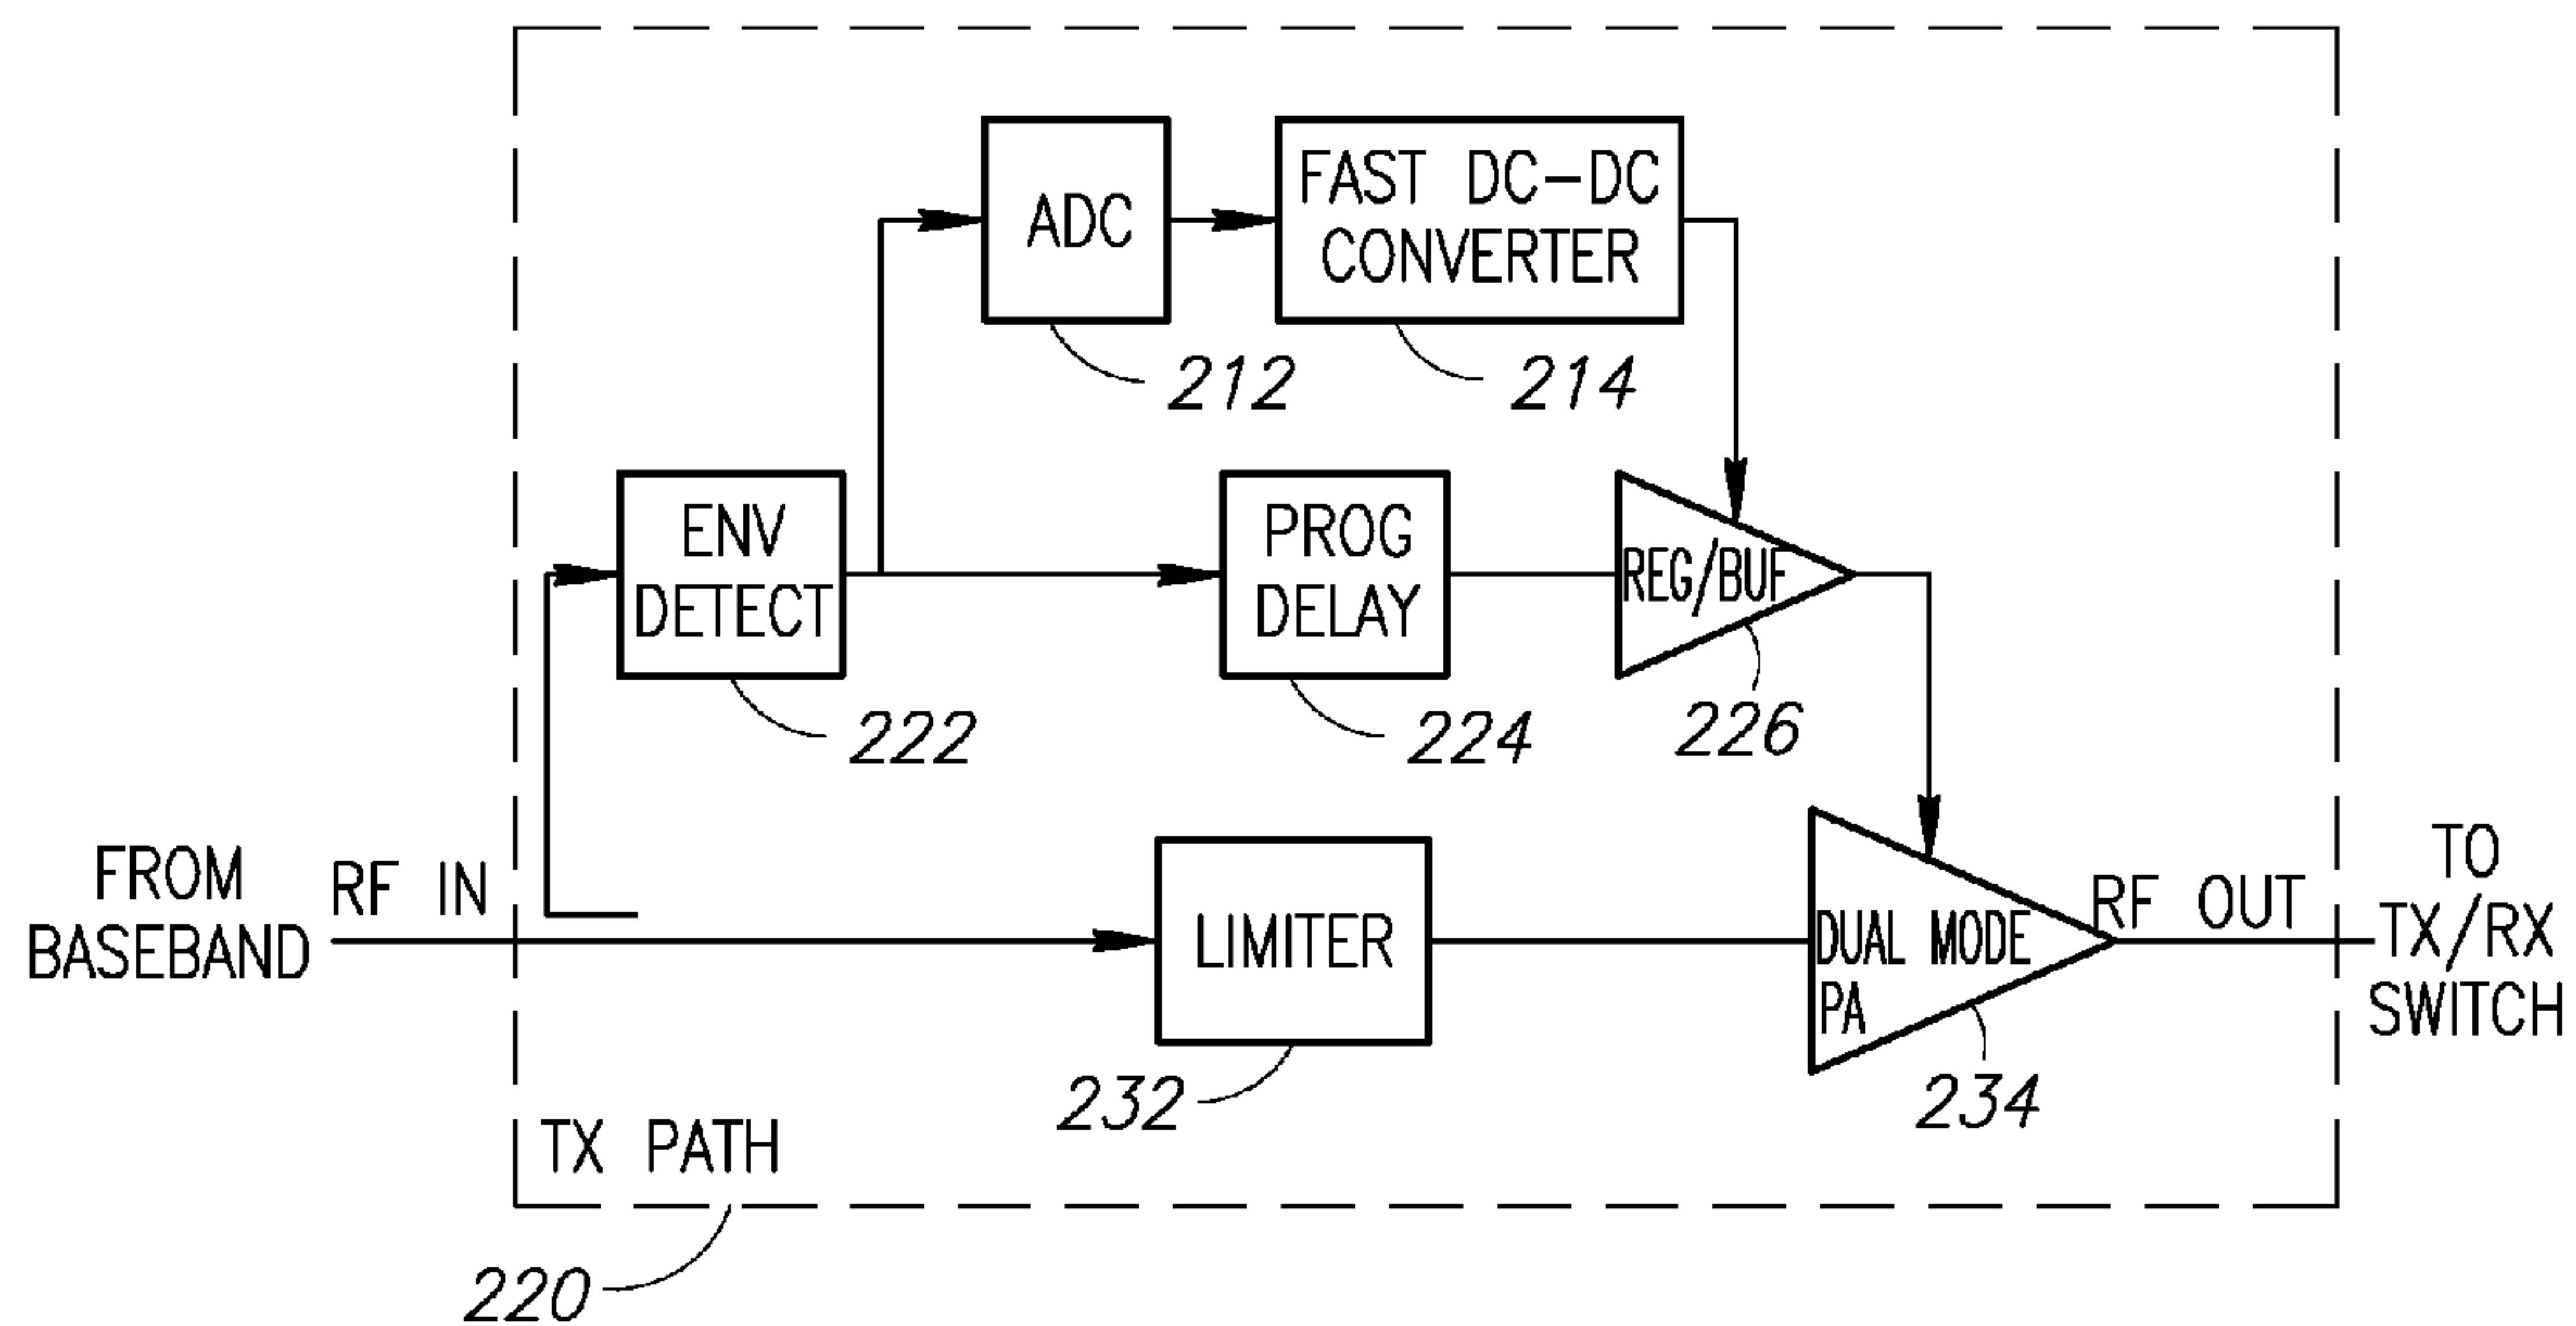 ADC
FAST DC-DC
CONVERTER
212
214
ENV
DETECT
PROG
DELAY
REG/BUF
222
224
226
FROM
BASEBAND
RF IN
LIMITER
DUAL MODE
PA
RF OUT
TO
TX/RX
SWITCH
232
234
TX PATH
220